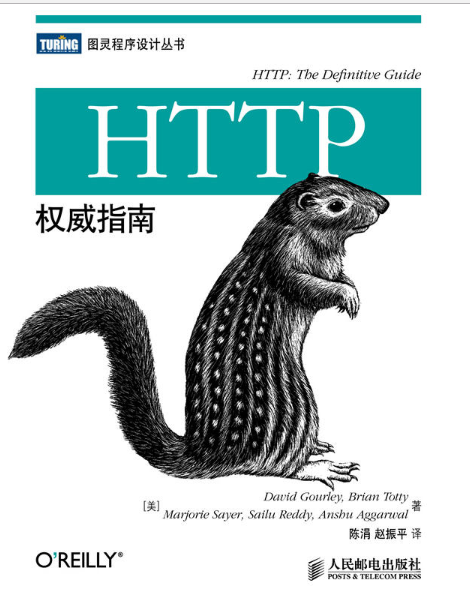 TURING 图灵程序设计丛书
HTTP: The Definitive Guide
HTTP
权威指南
[美] David Gourley, Brian Totty
Marjorie Sayer, Sailu Reddy, Anshu Aggarwal 著
陈涓 赵振平 译
O'REILLY®
人民邮电出版社
POSTS & TELECOM PRESS